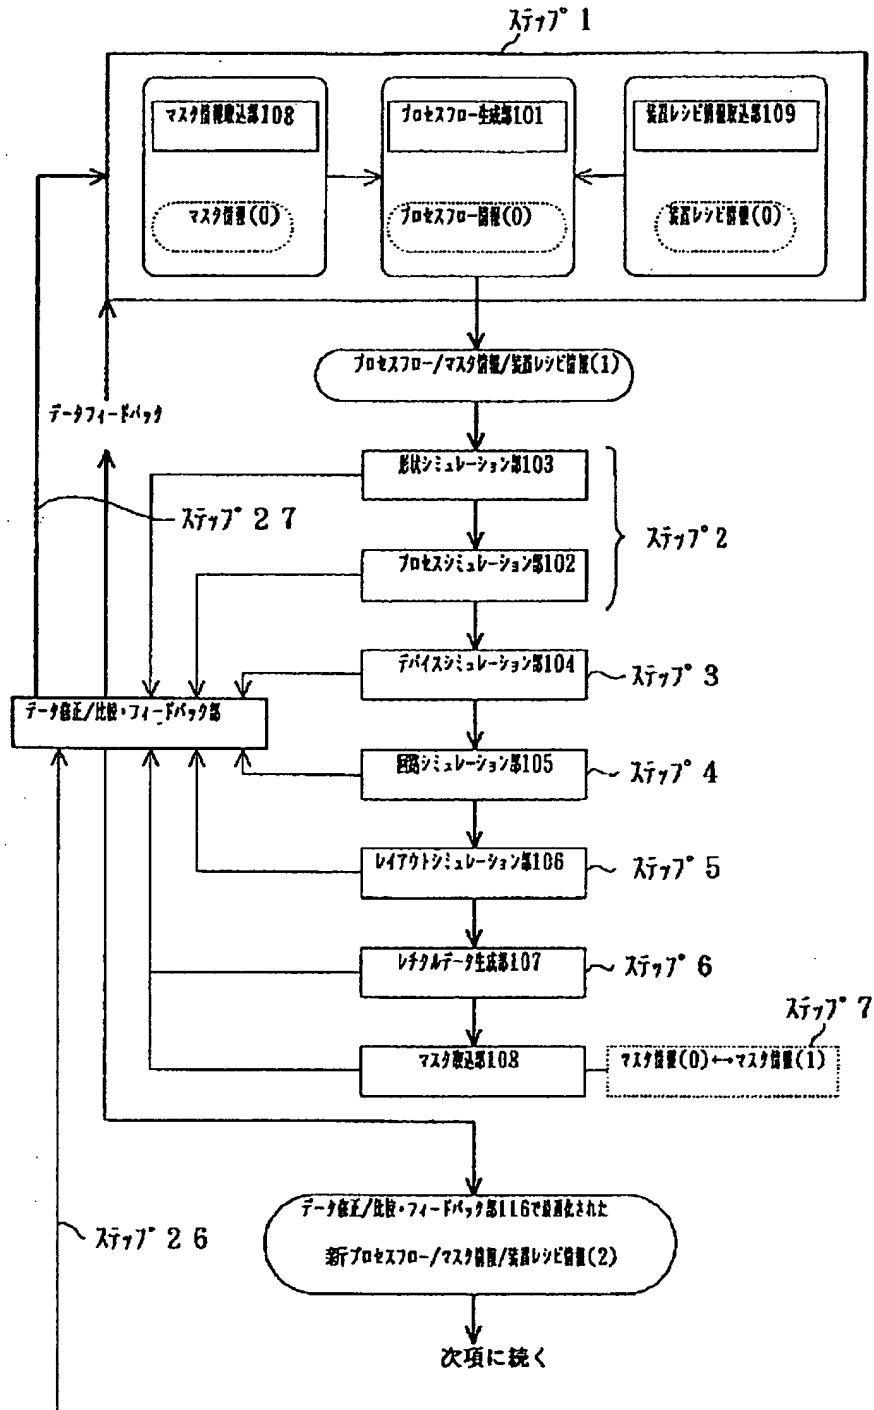 ステップ 1
マスク情報取込部108
プロセスフロー生成部101
装置レシピ情報取込部109
マスク情報(0)
プロセスフロー情報(0)
装置レシピ情報(0)
プロセスフロー/マスク情報/装置レシピ情報(1)
データフィードバック
形状シミュレーション部103
ステップ 27
ステップ 2
プロセスシミュレーション部102
デバイスシミュレーション部104
ステップ 3
データ修正/比較・フィードバック部
回路シミュレーション部105
ステップ 4
レイアウトシミュレーション部106
ステップ 5
レチクルデータ生成部107
ステップ 6
ステップ 7
マスク取込部108
マスク情報(0)↔マスク情報(1)
データ修正/比較・フィードバック部116で最適化された
新プロセスフロー/マスク情報/装置レシピ情報(2)
ステップ 26
次項に続く